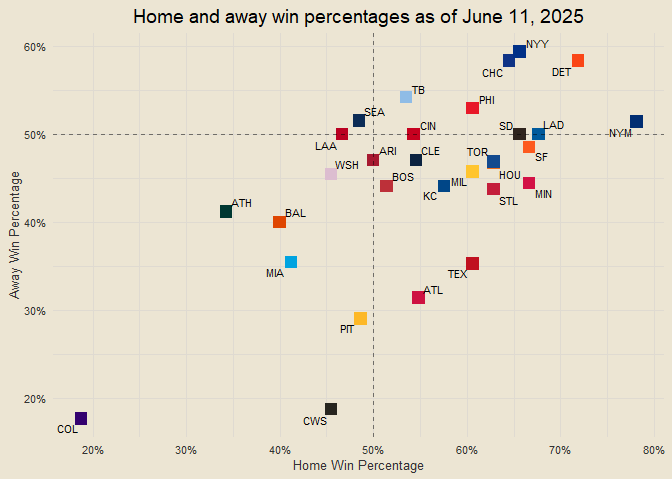 Home and away win percentages as of June 11, 2025
60%
NYY
CHC
DET
TB
PHI
SEA
CIN
SD
LAD
50%
NYM
LAA
ARI
CLE
TOR
SF
WSH
BOS
MIL
HOU
KC
STL
MIN
ATH
BAL
40%
MIA
TEX
ATL
30%
PIT
20%
CWS
COL
Away Win Percentage
20%
30%
40%
50%
60%
70%
80%
Home Win Percentage